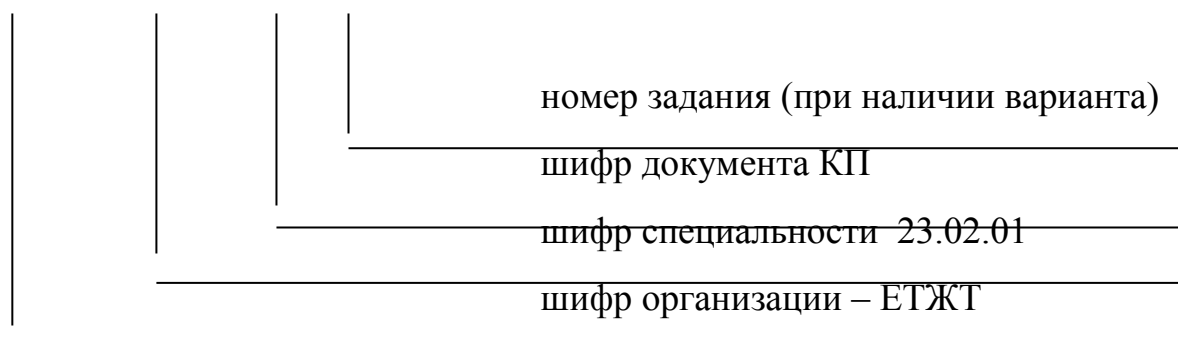 номер задания (при наличии варианта)
шифр документа КП
шифр специальности 23.02.01
шифр организации – ЕТЖТ